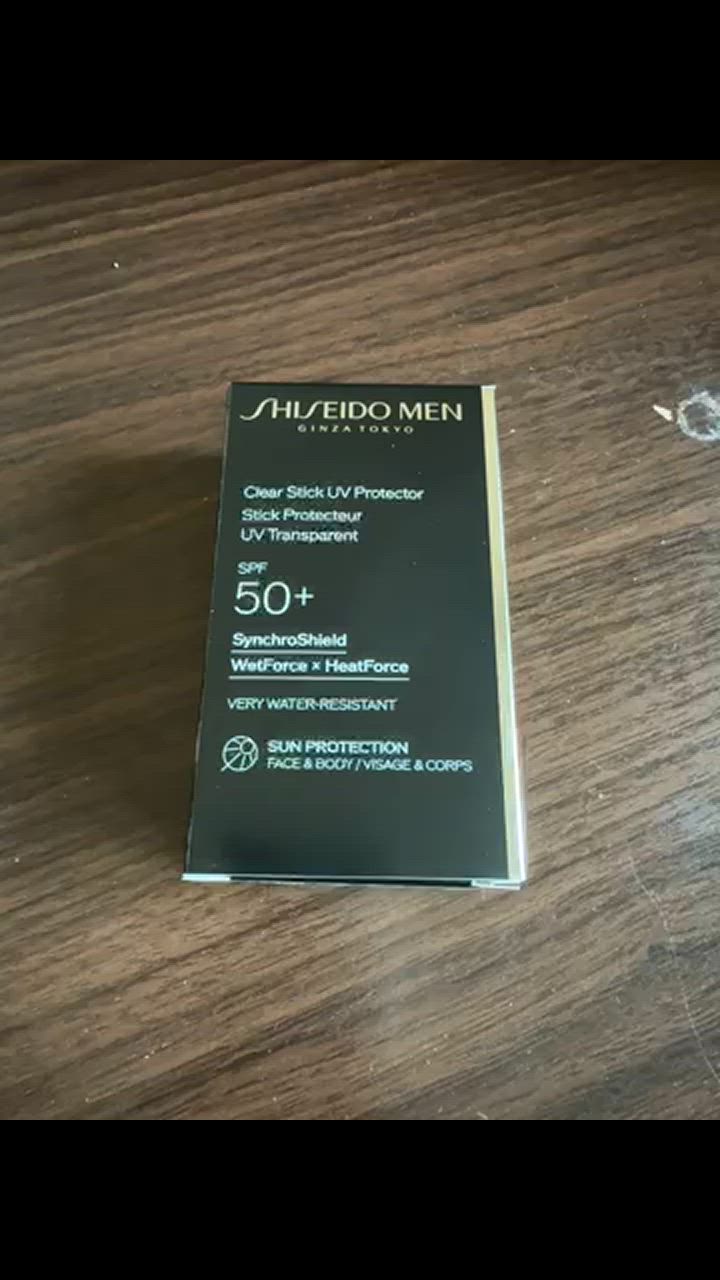 SHISEIDO MEN
GINZA TOKYO
Clear Stick UV Protector
Stick Protecteur
UV Transparent
SPF
50+
SynchroShield
WetForce × HeatForce
VERY WATER-RESISTANT
SUN PROTECTION
FACE & BODY / VISAGE & CORPS